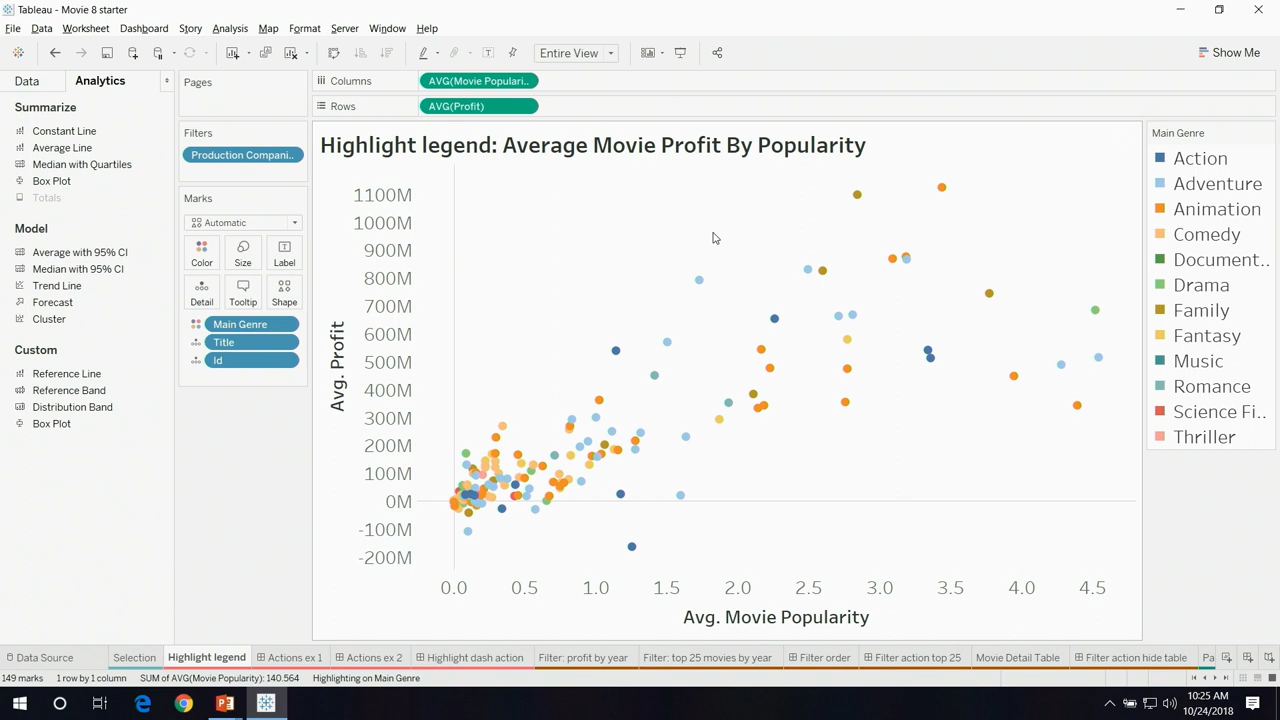 Tableau - Movie 8 starter
File Data Worksheet Dashboard Story Analysis Map Format Server Window Help
Entire View
Show Me
Data Analytics
Summarize
Constant Line
Average Line
Median with Quartiles
Box Plot
Totals
Model
Average with 95% CI
Median with 95% CI
Trend Line
Forecast
Cluster
Custom
Reference Line
Reference Band
Distribution Band
Box Plot
Pages
Filters
Production Compani..
Marks
Automatic
Color Size Label
Detail Tooltip Shape
Main Genre
Title
Id
Columns AVG(Movie Populari..
Rows AVG(Profit)
Highlight legend: Average Movie Profit By Popularity
Avg. Profit
1100M
1000M
900M
800M
700M
600M
500M
400M
300M
200M
100M
0M
-100M
-200M
0.0 0.5 1.0 1.5 2.0 2.5 3.0 3.5 4.0 4.5
Avg. Movie Popularity
Main Genre
Action
Adventure
Animation
Comedy
Document..
Drama
Family
Fantasy
Music
Romance
Science Fi..
Thriller
Data Source Selection Highlight legend Actions ex 1 Actions ex 2 Highlight dash action Filter: profit by year Filter: top 25 movies by year Filter order Filter action top 25 Movie Detail Table Filter action hide table Pa
149 marks 1 row by 1 column SUM of AVG(Movie Popularity): 140.564 Highlighting on Main Genre
10:25 AM
10/24/2018